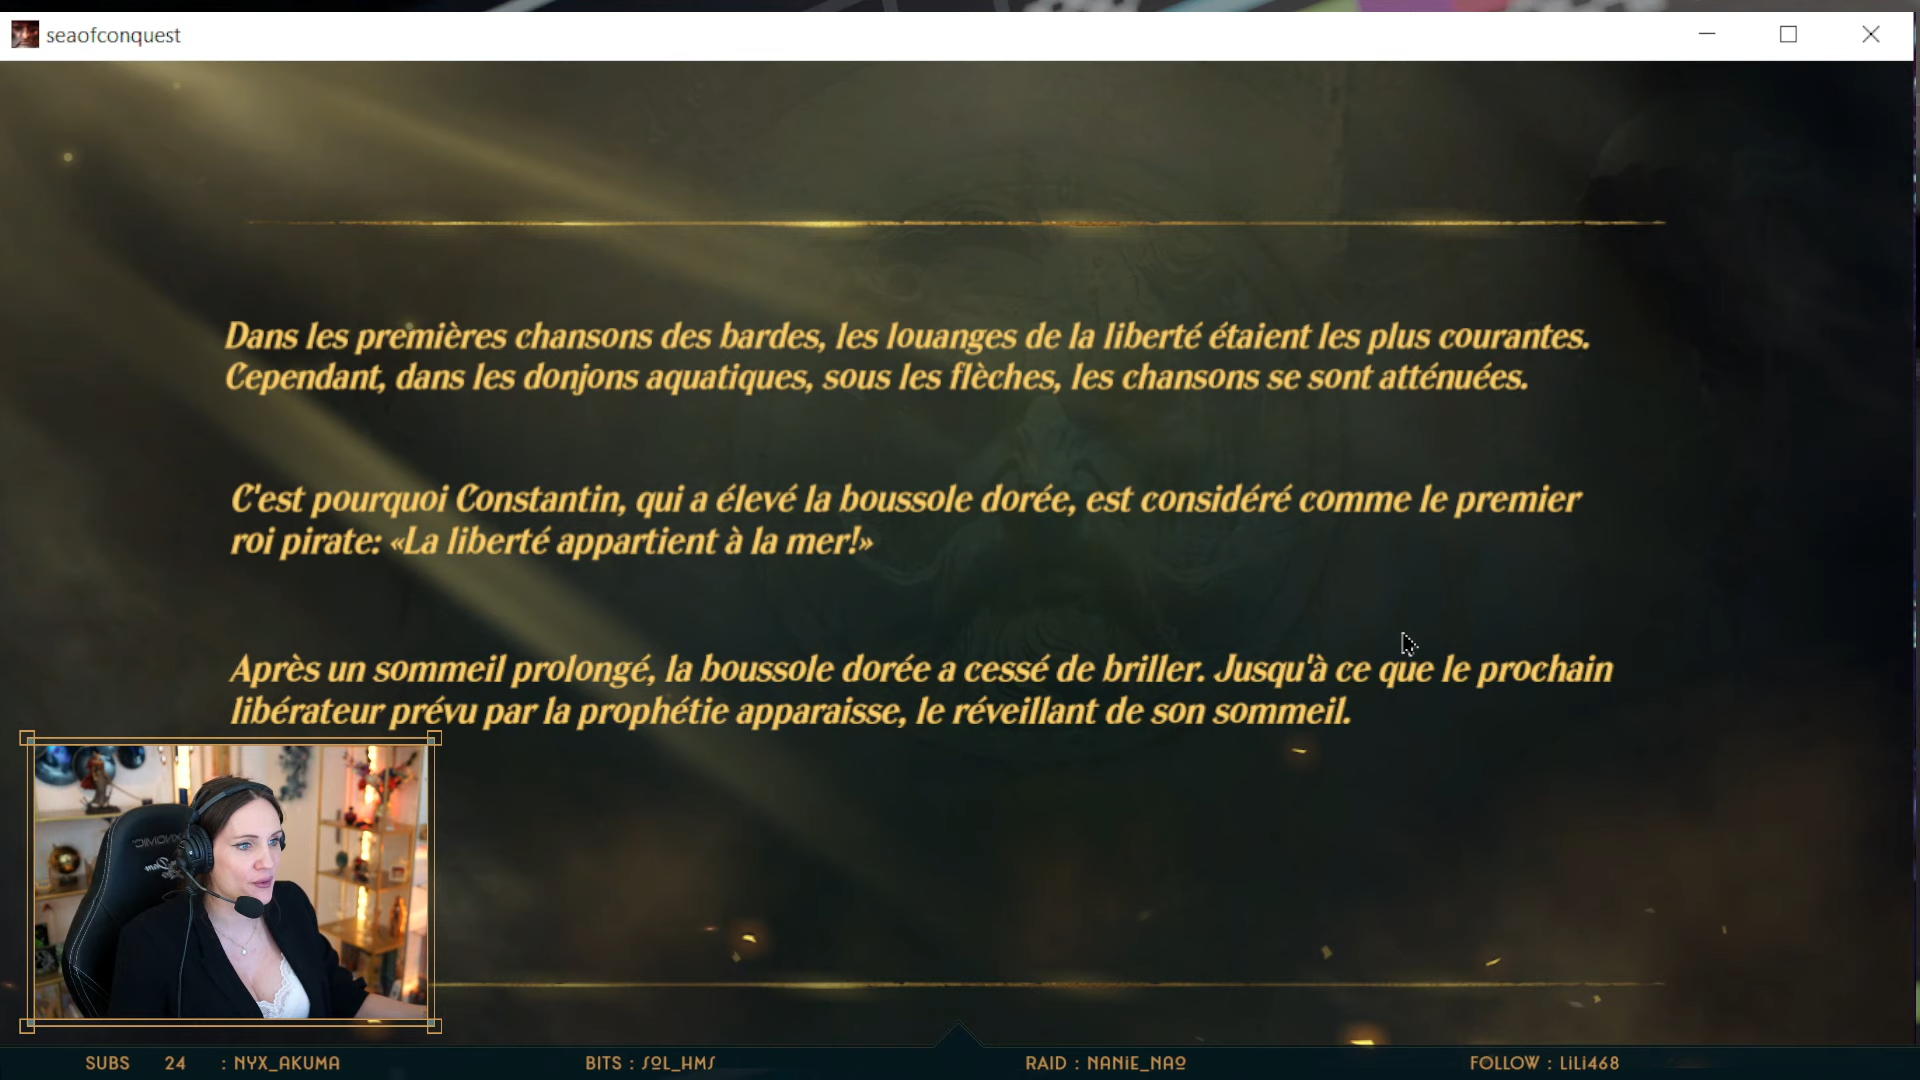 seaofconquest
Dans les premières chansons des bardes, les louanges de la liberté étaient les plus courantes.
Cependant, dans les donjons aquatiques, sous les flèches, les chansons se sont atténuées.
C'est pourquoi Constantin, qui a élevé la boussole dorée, est considéré comme le premier
roi pirate: «La liberté appartient à la mer!»
Après un sommeil prolongé, la boussole dorée a cessé de briller. Jusqu'à ce que le prochain
libérateur prévu par la prophétie apparaisse, le réveillant de son sommeil.
SUBS 24 : NYX_AKUMA BITS : SOL_HMS RAID : NANIE_NAO FOLLOW : LILI468